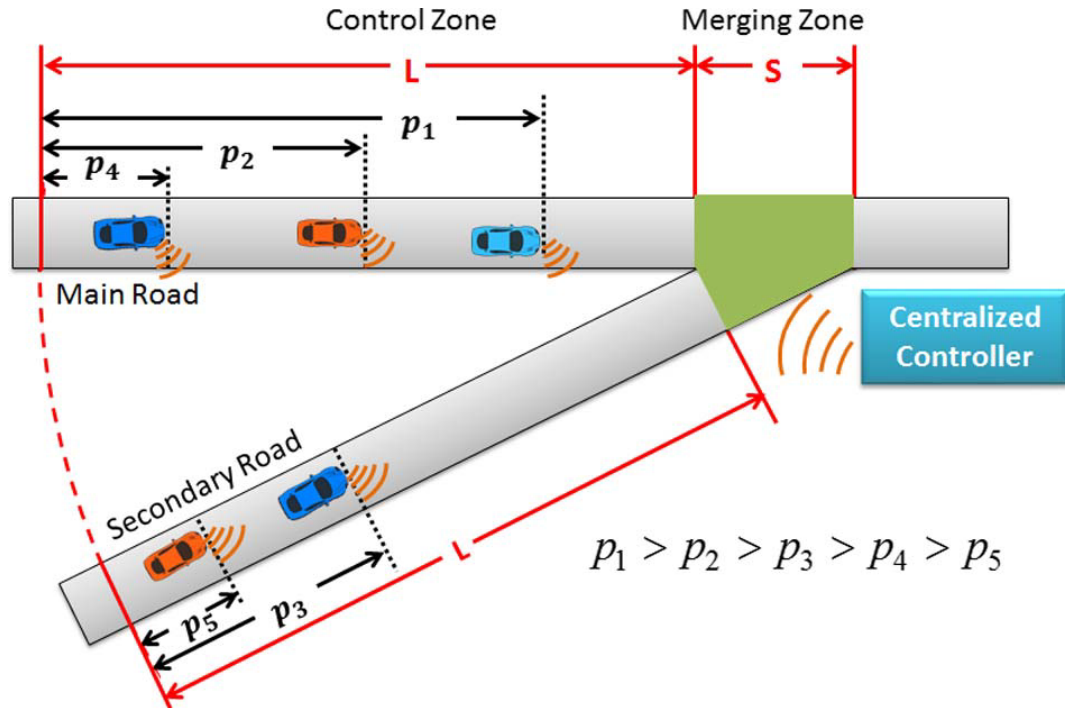 Control Zone
Merging Zone
L
S
p₁
p₂
p₄
Main Road
Centralized
Controller
Secondary Road
L
p₁ > p₂ > p₃ > p₄ > p₅
p₃
p₅